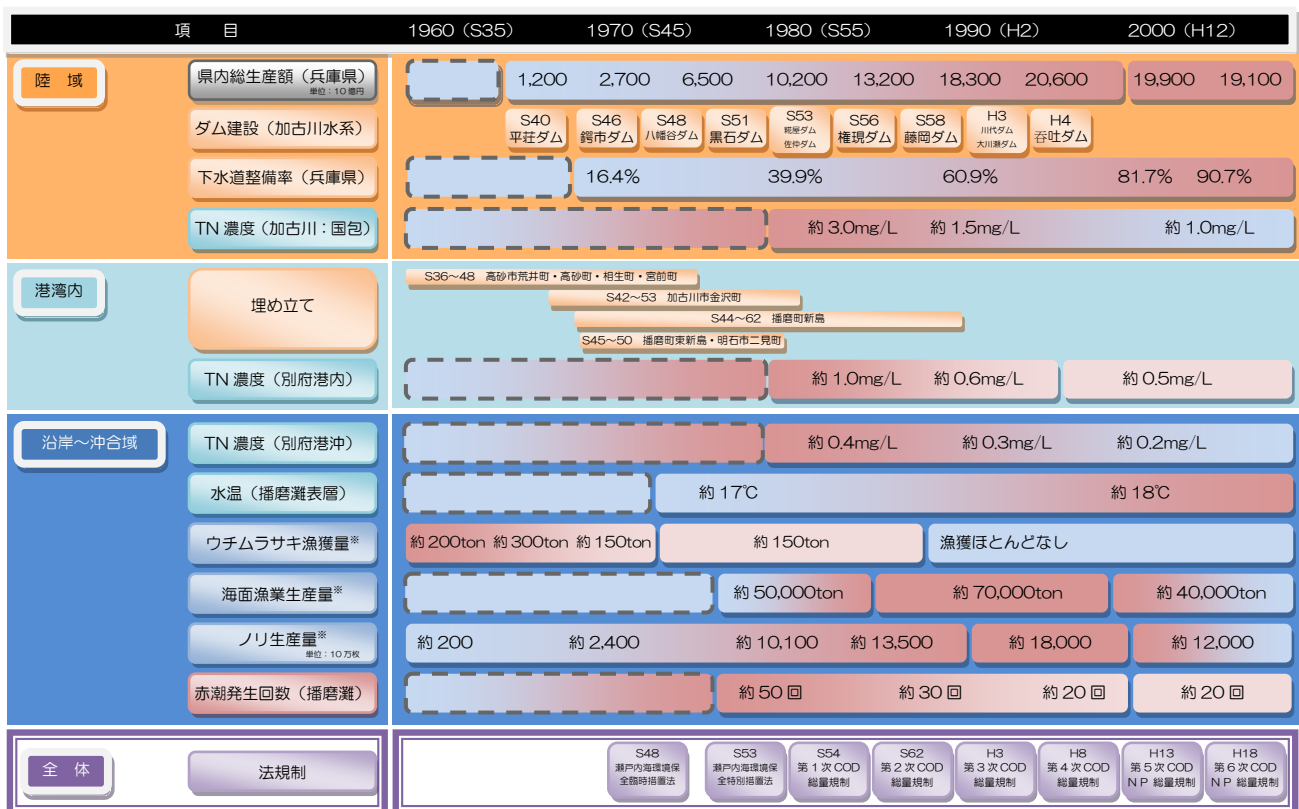 項 目 1960（S35） 1970（S45） 1980（S55） 1990（H2） 2000（H12）
陸 域
県内総生産額（兵庫県）
単位：10億円
1,200 2,700 6,500 10,200 13,200 18,300 20,600 19,900 19,100
ダム建設（加古川水系）
S40
平荘ダム
S46
鍔市ダム
S48
八幡谷ダム
S51
黒石ダム
S53
糀屋ダム
佐仲ダム
S56
権現ダム
S58
藤岡ダム
H3
川代ダム
大川瀬ダム
H4
呑吐ダム
下水道整備率（兵庫県）
16.4% 39.9% 60.9% 81.7% 90.7%
TN 濃度（加古川：国包）
約 3.0mg/L 約 1.5mg/L 約 1.0mg/L
港湾内
埋め立て
S36～48 高砂市荒井町・高砂町・相生町・宮前町
S42～53 加古川市金沢町
S44～62 播磨町新島
S45～50 播磨町東新島・明石市二見町
TN 濃度（別府港内）
約 1.0mg/L 約 0.6mg/L 約 0.5mg/L
沿岸～沖合域
TN 濃度（別府港沖）
約 0.4mg/L 約 0.3mg/L 約 0.2mg/L
水温（播磨灘表層）
約 17℃ 約 18℃
ウチムラサキ漁獲量※
約 200ton 約 300ton 約 150ton 約 150ton 漁獲ほとんどなし
海面漁業生産量※
約 50,000ton 約 70,000ton 約 40,000ton
ノリ生産量※
単位：10万枚
約 200 約 2,400 約 10,100 約 13,500 約 18,000 約 12,000
赤潮発生回数（播磨灘）
約 50 回 約 30 回 約 20 回 約 20 回
全 体
法規制
S48
瀬戸内海環境保
全臨時措置法
S53
瀬戸内海環境保
全特別措置法
S54
第 1 次 COD
総量規制
S62
第 2 次 COD
総量規制
H3
第 3 次 COD
総量規制
H8
第 4 次 COD
総量規制
H13
第 5 次 COD
N P 総量規制
H18
第 6 次 COD
N P 総量規制